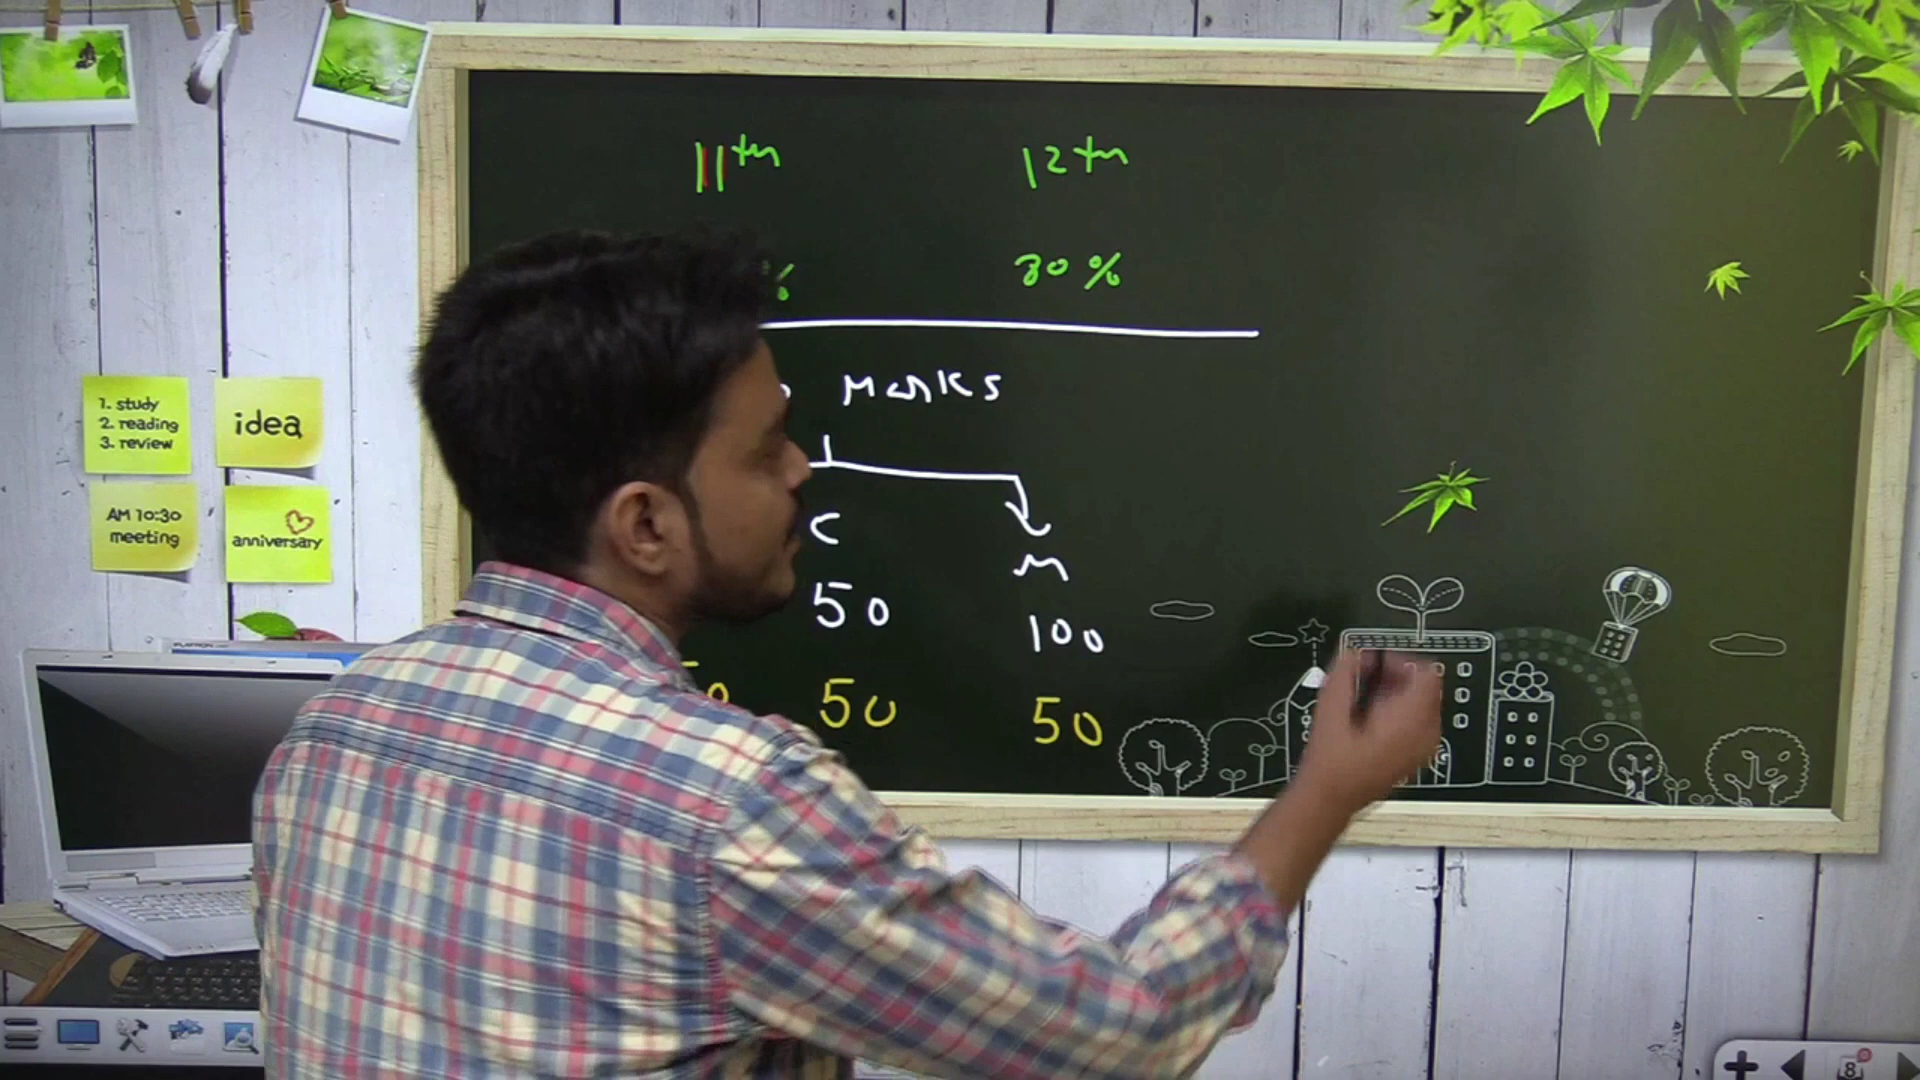 11th 12th
% 80%
Marks
C M
50 100
50 50
1. study
2. reading
3. review
idea
AM 10:30
meeting
anniversary
8